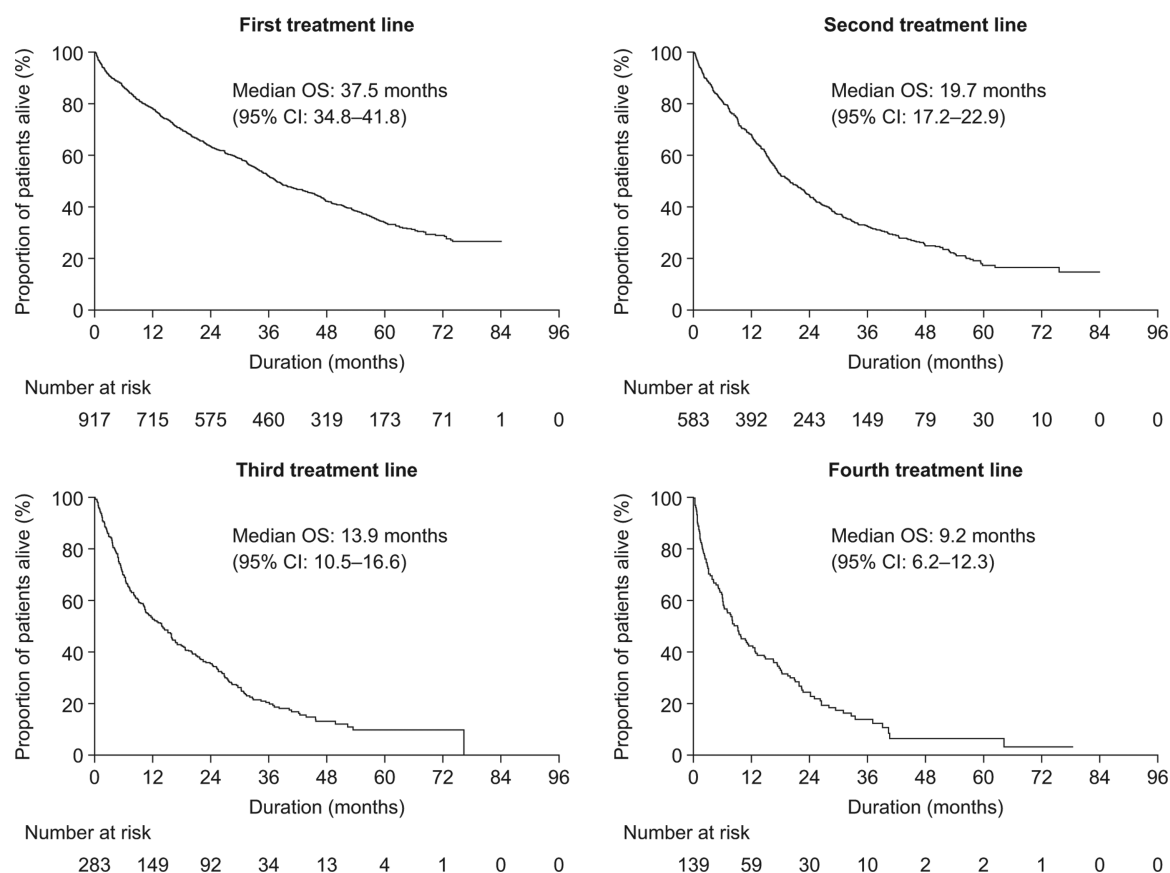 First treatment line
Proportion of patients alive (%)
100
80
60
40
20
0
Median OS: 37.5 months
(95% CI: 34.8–41.8)
0 12 24 36 48 60 72 84 96
Duration (months)
Number at risk
917 715 575 460 319 173 71 1 0
Second treatment line
Proportion of patients alive (%)
100
80
60
40
20
0
Median OS: 19.7 months
(95% CI: 17.2–22.9)
0 12 24 36 48 60 72 84 96
Duration (months)
Number at risk
583 392 243 149 79 30 10 0 0
Third treatment line
Proportion of patients alive (%)
100
80
60
40
20
0
Median OS: 13.9 months
(95% CI: 10.5–16.6)
0 12 24 36 48 60 72 84 96
Duration (months)
Number at risk
283 149 92 34 13 4 1 0 0
Fourth treatment line
Proportion of patients alive (%)
100
80
60
40
20
0
Median OS: 9.2 months
(95% CI: 6.2–12.3)
0 12 24 36 48 60 72 84 96
Duration (months)
Number at risk
139 59 30 10 2 2 1 0 0